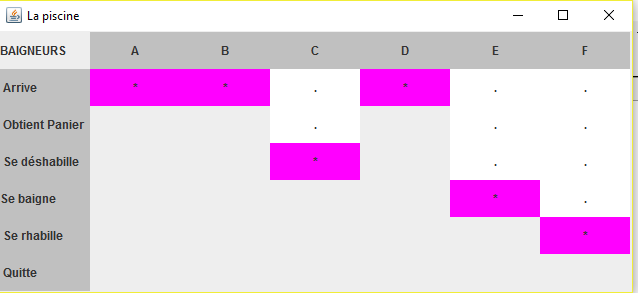 La piscine
BAIGNEURS A B C D E F
Arrive * * . * . .
Obtient Panier . . .
Se déshabille * . .
Se baigne * .
Se rhabille *
Quitte